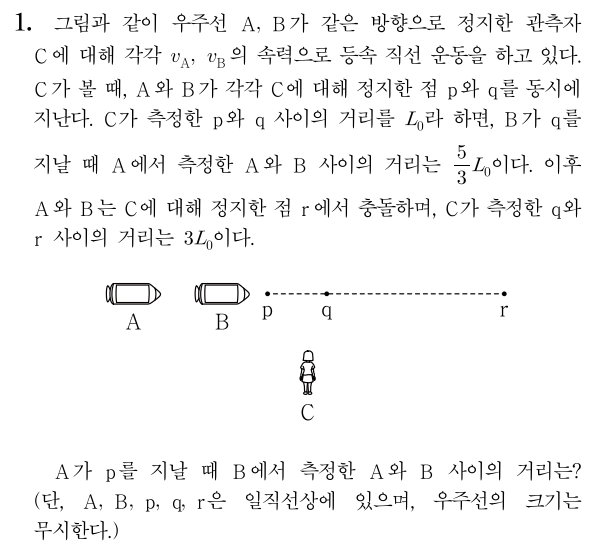 1. 그림과 같이 우주선 A, B가 같은 방향으로 정지한 관측자
C에 대해 각각 v_A, v_B의 속력으로 등속 직선 운동을 하고 있다.
C가 볼 때, A와 B가 각각 C에 대해 정지한 점 p와 q를 동시에
지난다. C가 측정한 p와 q 사이의 거리를 L₀라 하면, B가 q를
지날 때 A에서 측정한 A와 B 사이의 거리는 5/3 L₀이다. 이후
A와 B는 C에 대해 정지한 점 r에서 충돌하며, C가 측정한 q와
r 사이의 거리는 3L₀이다.
A B p q r
C
A가 p를 지날 때 B에서 측정한 A와 B 사이의 거리는?
(단, A, B, p, q, r은 일직선상에 있으며, 우주선의 크기는
무시한다.)